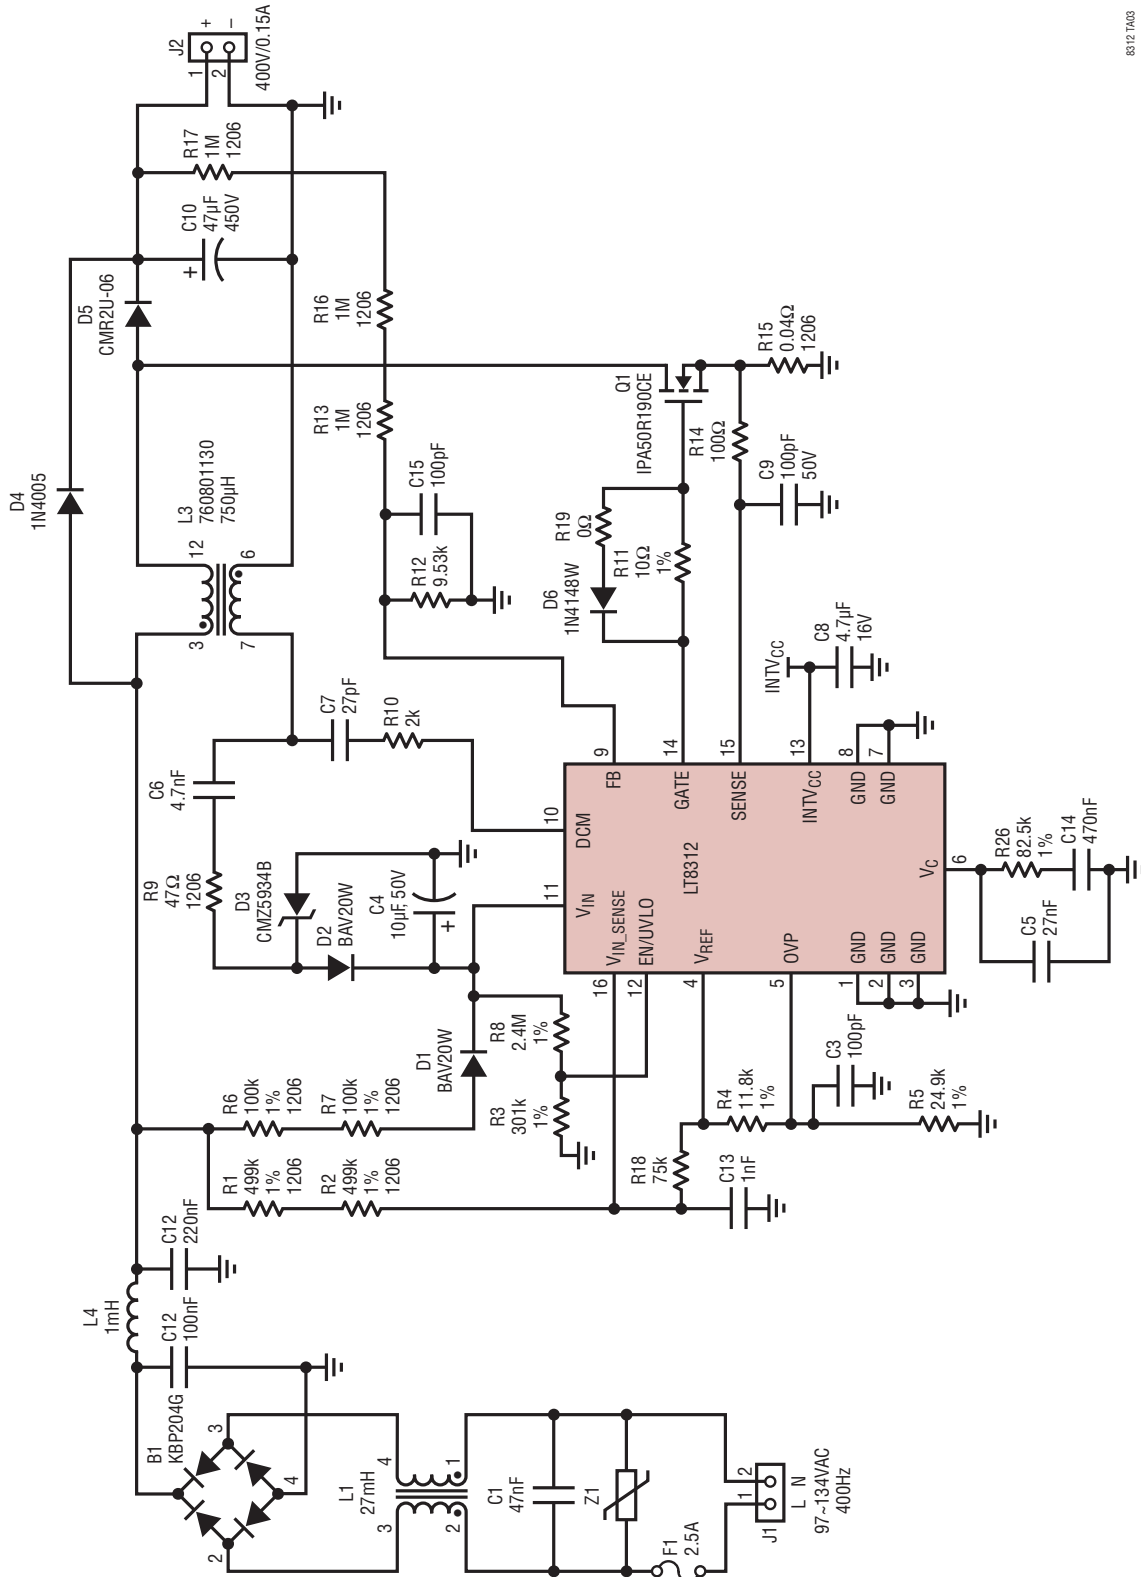 8312 TA03
D4
1N4005
L3
760801130
750µH
3
12
7
6
D5
CMR2U-06
+
C10
47µF
450V
R17
1M
1206
J2
1
2
+
–
400V/0.15A
R16
1M
1206
R13
1M
1206
C15
100pF
R12
9.53k
Q1
IPA50R190CE
R14
100Ω
R15
0.04Ω
1206
C9
100pF
50V
R19
0Ω
D6
1N4148W
R11
10Ω
1%
INTVCC
C8
4.7µF
16V
C6
4.7nF
C7
27pF
R10
2k
R9
47Ω
1206
D3
CMZ5934B
D2
BAV20W
C4
10µF, 50V
+
D1
BAV20W
R8
2.4M
1%
R3
301k
1%
R6
100k
1%
1206
R7
100k
1%
1206
R1
499k
1%
1206
R2
499k
1%
1206
LT8312
VIN
11
DCM
10
FB
9
GATE
14
SENSE
15
INTVCC
13
GND
8
GND
7
VC
6
VIN_SENSE
16
EN/UVLO
12
VREF
4
OVP
5
GND
1
GND
2
GND
3
R26
82.5k
1%
C14
470nF
C5
27nF
C3
100pF
R4
11.8k
1%
R5
24.9k
1%
R18
75k
C13
1nF
L4
1mH
C12
220nF
C12
100nF
B1
KBP204G
3
4
2
L1
27mH
3
4
2
1
C1
47nF
Z1
F1
2.5A
J1
1
2
L
N
97~134VAC
400Hz